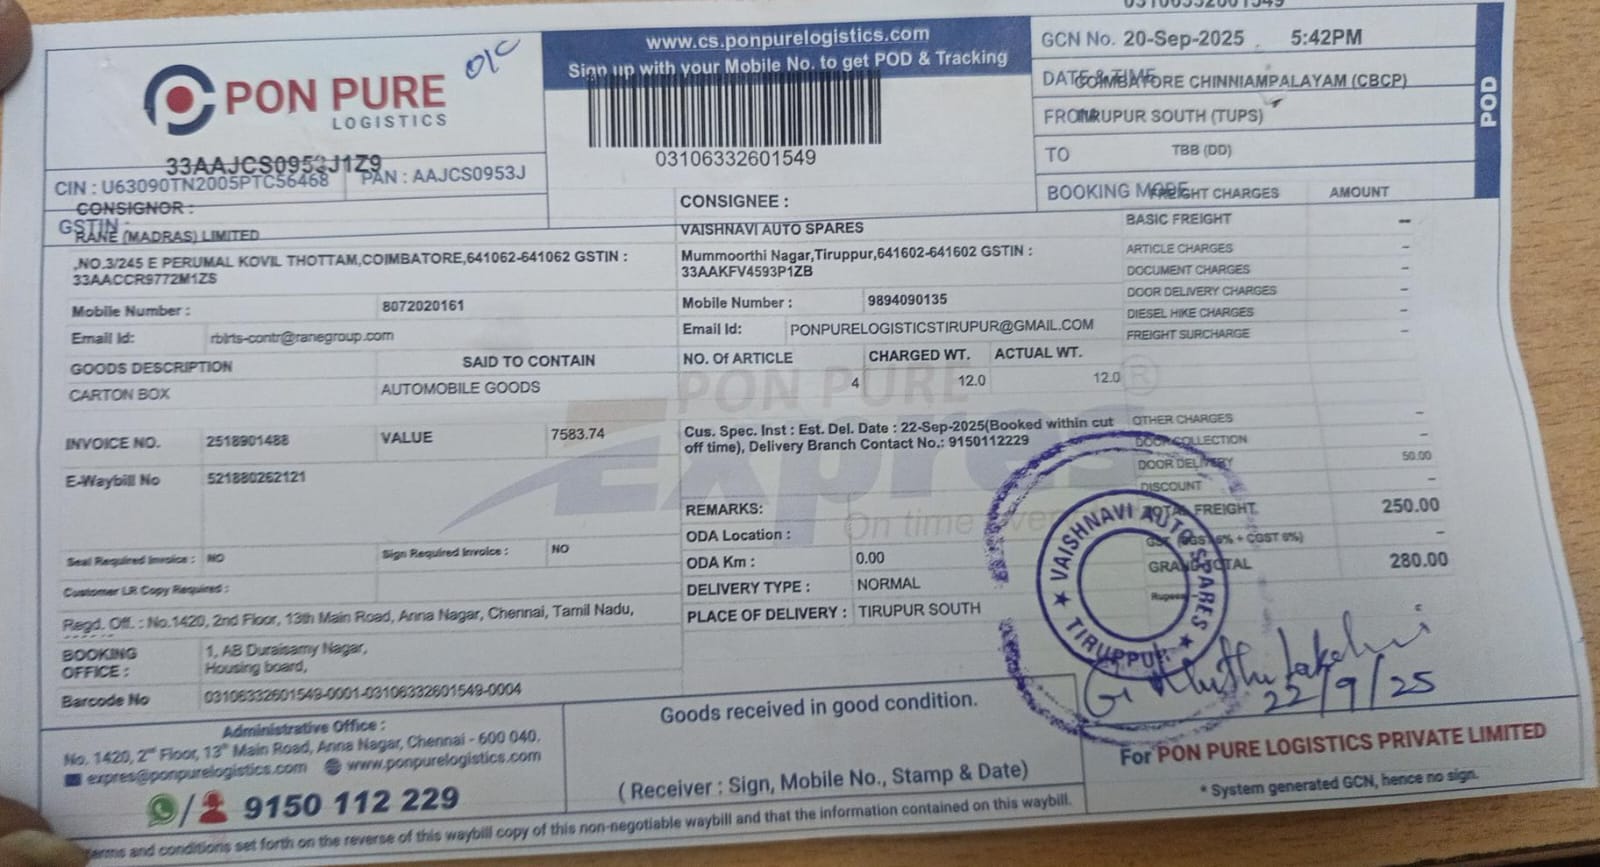 PON PURE
LOGISTICS
O/C
www.cs.ponpurelogistics.com
Sign up with your Mobile No. to get POD & Tracking
03106332601549
GCN No. 20-Sep-2025 5:42PM
DATE & TIME COIMBATORE CHINNIAMPALAYAM (CBCP)
FROM TIRUPUR SOUTH (TUPS)
TO TBB (DD)
BOOKING MODE
POD
33AAJCS0953J1Z9
CIN : U63090TN2005PTC56468 PAN : AAJCS0953J
GSTIN :
CONSIGNOR :
RANE (MADRAS) LIMITED
,NO.3/245 E PERUMAL KOVIL THOTTAM,COIMBATORE,641062-641062 GSTIN :
33AACCR9772M1ZS
Mobile Number : 8072020161
Email Id: rblrts-contr@ranegroup.com
GOODS DESCRIPTION SAID TO CONTAIN
CARTON BOX AUTOMOBILE GOODS
INVOICE NO. 2518901488 VALUE 7583.74
E-Waybill No 521880262121
Seal Required Invoice : NO Sign Required Invoice : NO
Customer LR Copy Required :
Regd. Off. : No.1420, 2nd Floor, 13th Main Road, Anna Nagar, Chennai, Tamil Nadu,
BOOKING OFFICE : 1, AB Duraisamy Nagar,
Housing board,
Barcode No 03106332601549-0001-03106332601549-0004
CONSIGNEE :
VAISHNAVI AUTO SPARES
Mummoorthi Nagar,Tiruppur,641602-641602 GSTIN :
33AAKFV4593P1ZB
Mobile Number : 9894090135
Email Id: PONPURELOGISTICSTIRUPUR@GMAIL.COM
NO. Of ARTICLE CHARGED WT. ACTUAL WT.
4 12.0 12.0
PON PURE
Expres
On time
Cus. Spec. Inst : Est. Del. Date : 22-Sep-2025(Booked within cut
off time), Delivery Branch Contact No.: 9150112229
REMARKS:
ODA Location :
ODA Km : 0.00
DELIVERY TYPE : NORMAL
PLACE OF DELIVERY : TIRUPUR SOUTH
FREIGHT CHARGES AMOUNT
BASIC FREIGHT --
ARTICLE CHARGES -
DOCUMENT CHARGES -
DOOR DELIVERY CHARGES -
DIESEL HIKE CHARGES -
FREIGHT SURCHARGE -
OTHER CHARGES -
DOOR COLLECTION -
DOOR DELIVERY 50.00
DISCOUNT -
TOTAL FREIGHT 250.00
GST (SGST 6% + CGST 6%) -
GRAND TOTAL 280.00
Rupees
★ VAISHNAVI AUTO SPARES ★
TIRUPPUR
22/9/25
Administrative Office :
No. 1420, 2nd Floor, 13th Main Road, Anna Nagar, Chennai - 600 040.
expres@ponpurelogistics.com www.ponpurelogistics.com
9150 112 229
Goods received in good condition.
( Receiver : Sign, Mobile No., Stamp & Date)
For PON PURE LOGISTICS PRIVATE LIMITED
* System generated GCN, hence no sign.
terms and conditions set forth on the reverse of this waybill copy of this non-negotiable waybill and that the information contained on this waybill.